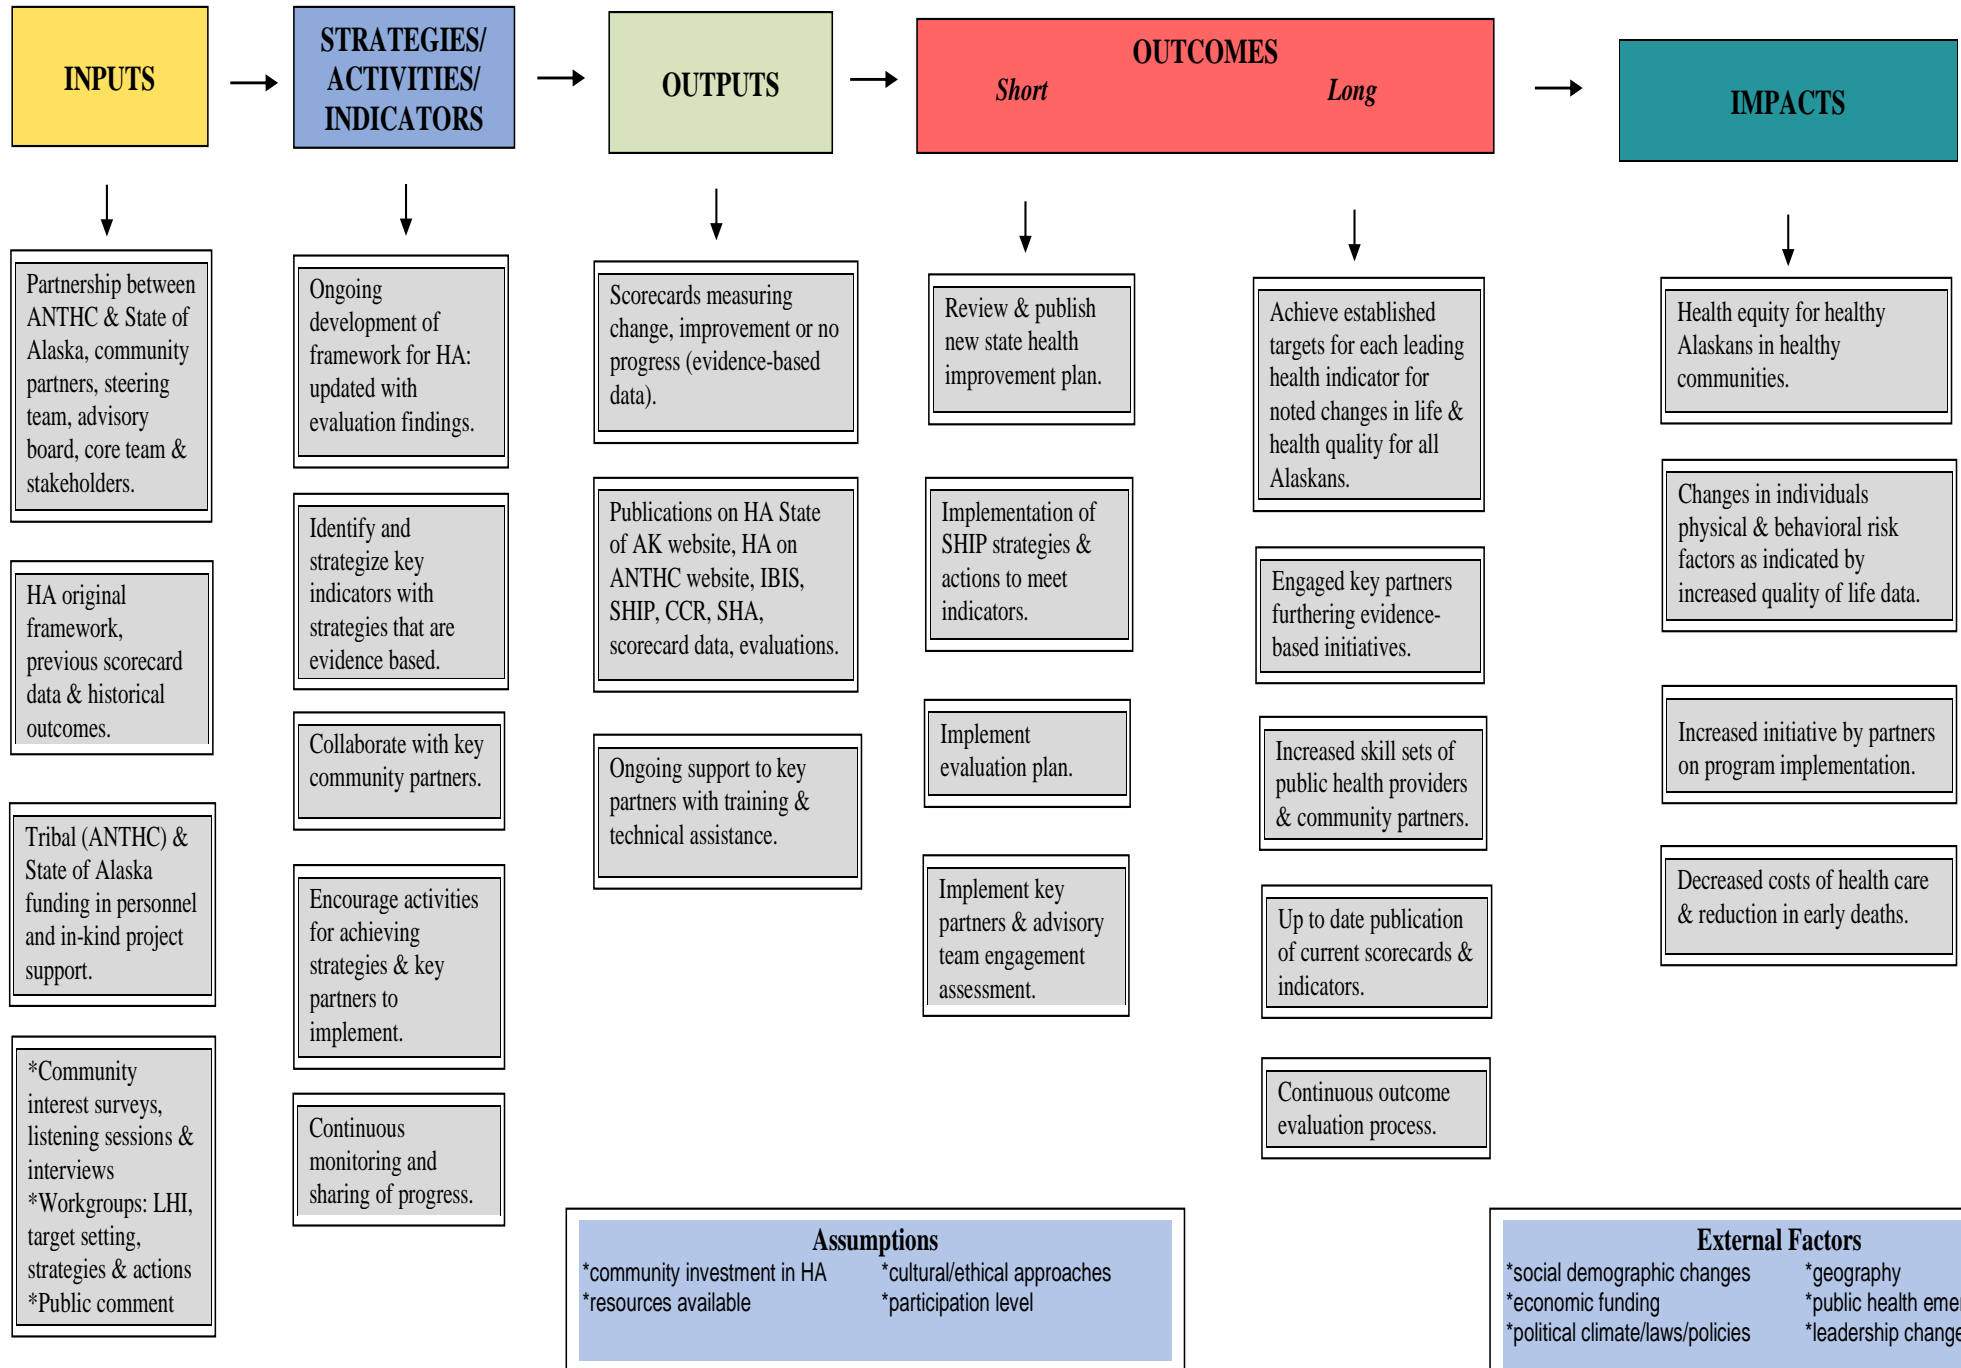 INPUTS
STRATEGIES/
ACTIVITIES/
INDICATORS
OUTPUTS
OUTCOMES
Short
Long
IMPACTS
Partnership between
ANTHC & State of
Alaska, community
partners, steering
team, advisory
board, core team &
stakeholders.
HA original
framework,
previous scorecard
data & historical
outcomes.
Tribal (ANTHC) &
State of Alaska
funding in personnel
and in-kind project
support.
*Community
interest surveys,
listening sessions &
interviews
*Workgroups: LHI,
target setting,
strategies & actions
*Public comment
Ongoing
development of
framework for HA:
updated with
evaluation findings.
Identify and
strategize key
indicators with
strategies that are
evidence based.
Collaborate with key
community partners.
Encourage activities
for achieving
strategies & key
partners to
implement.
Continuous
monitoring and
sharing of progress.
Scorecards measuring
change, improvement or no
progress (evidence-based
data).
Publications on HA State
of AK website, HA on
ANTHC website, IBIS,
SHIP, CCR, SHA,
scorecard data, evaluations.
Ongoing support to key
partners with training &
technical assistance.
Review & publish
new state health
improvement plan.
Implementation of
SHIP strategies &
actions to meet
indicators.
Implement
evaluation plan.
Implement key
partners & advisory
team engagement
assessment.
Achieve established
targets for each leading
health indicator for
noted changes in life &
health quality for all
Alaskans.
Engaged key partners
furthering evidence-
based initiatives.
Increased skill sets of
public health providers
& community partners.
Up to date publication
of current scorecards &
indicators.
Continuous outcome
evaluation process.
Health equity for healthy
Alaskans in healthy
communities.
Changes in individuals
physical & behavioral risk
factors as indicated by
increased quality of life data.
Increased initiative by partners
on program implementation.
Decreased costs of health care
& reduction in early deaths.
Assumptions
*community investment in HA *cultural/ethical approaches
*resources available *participation level
External Factors
*social demographic changes *geography
*economic funding *public health
*political climate/laws/policies *leadership change